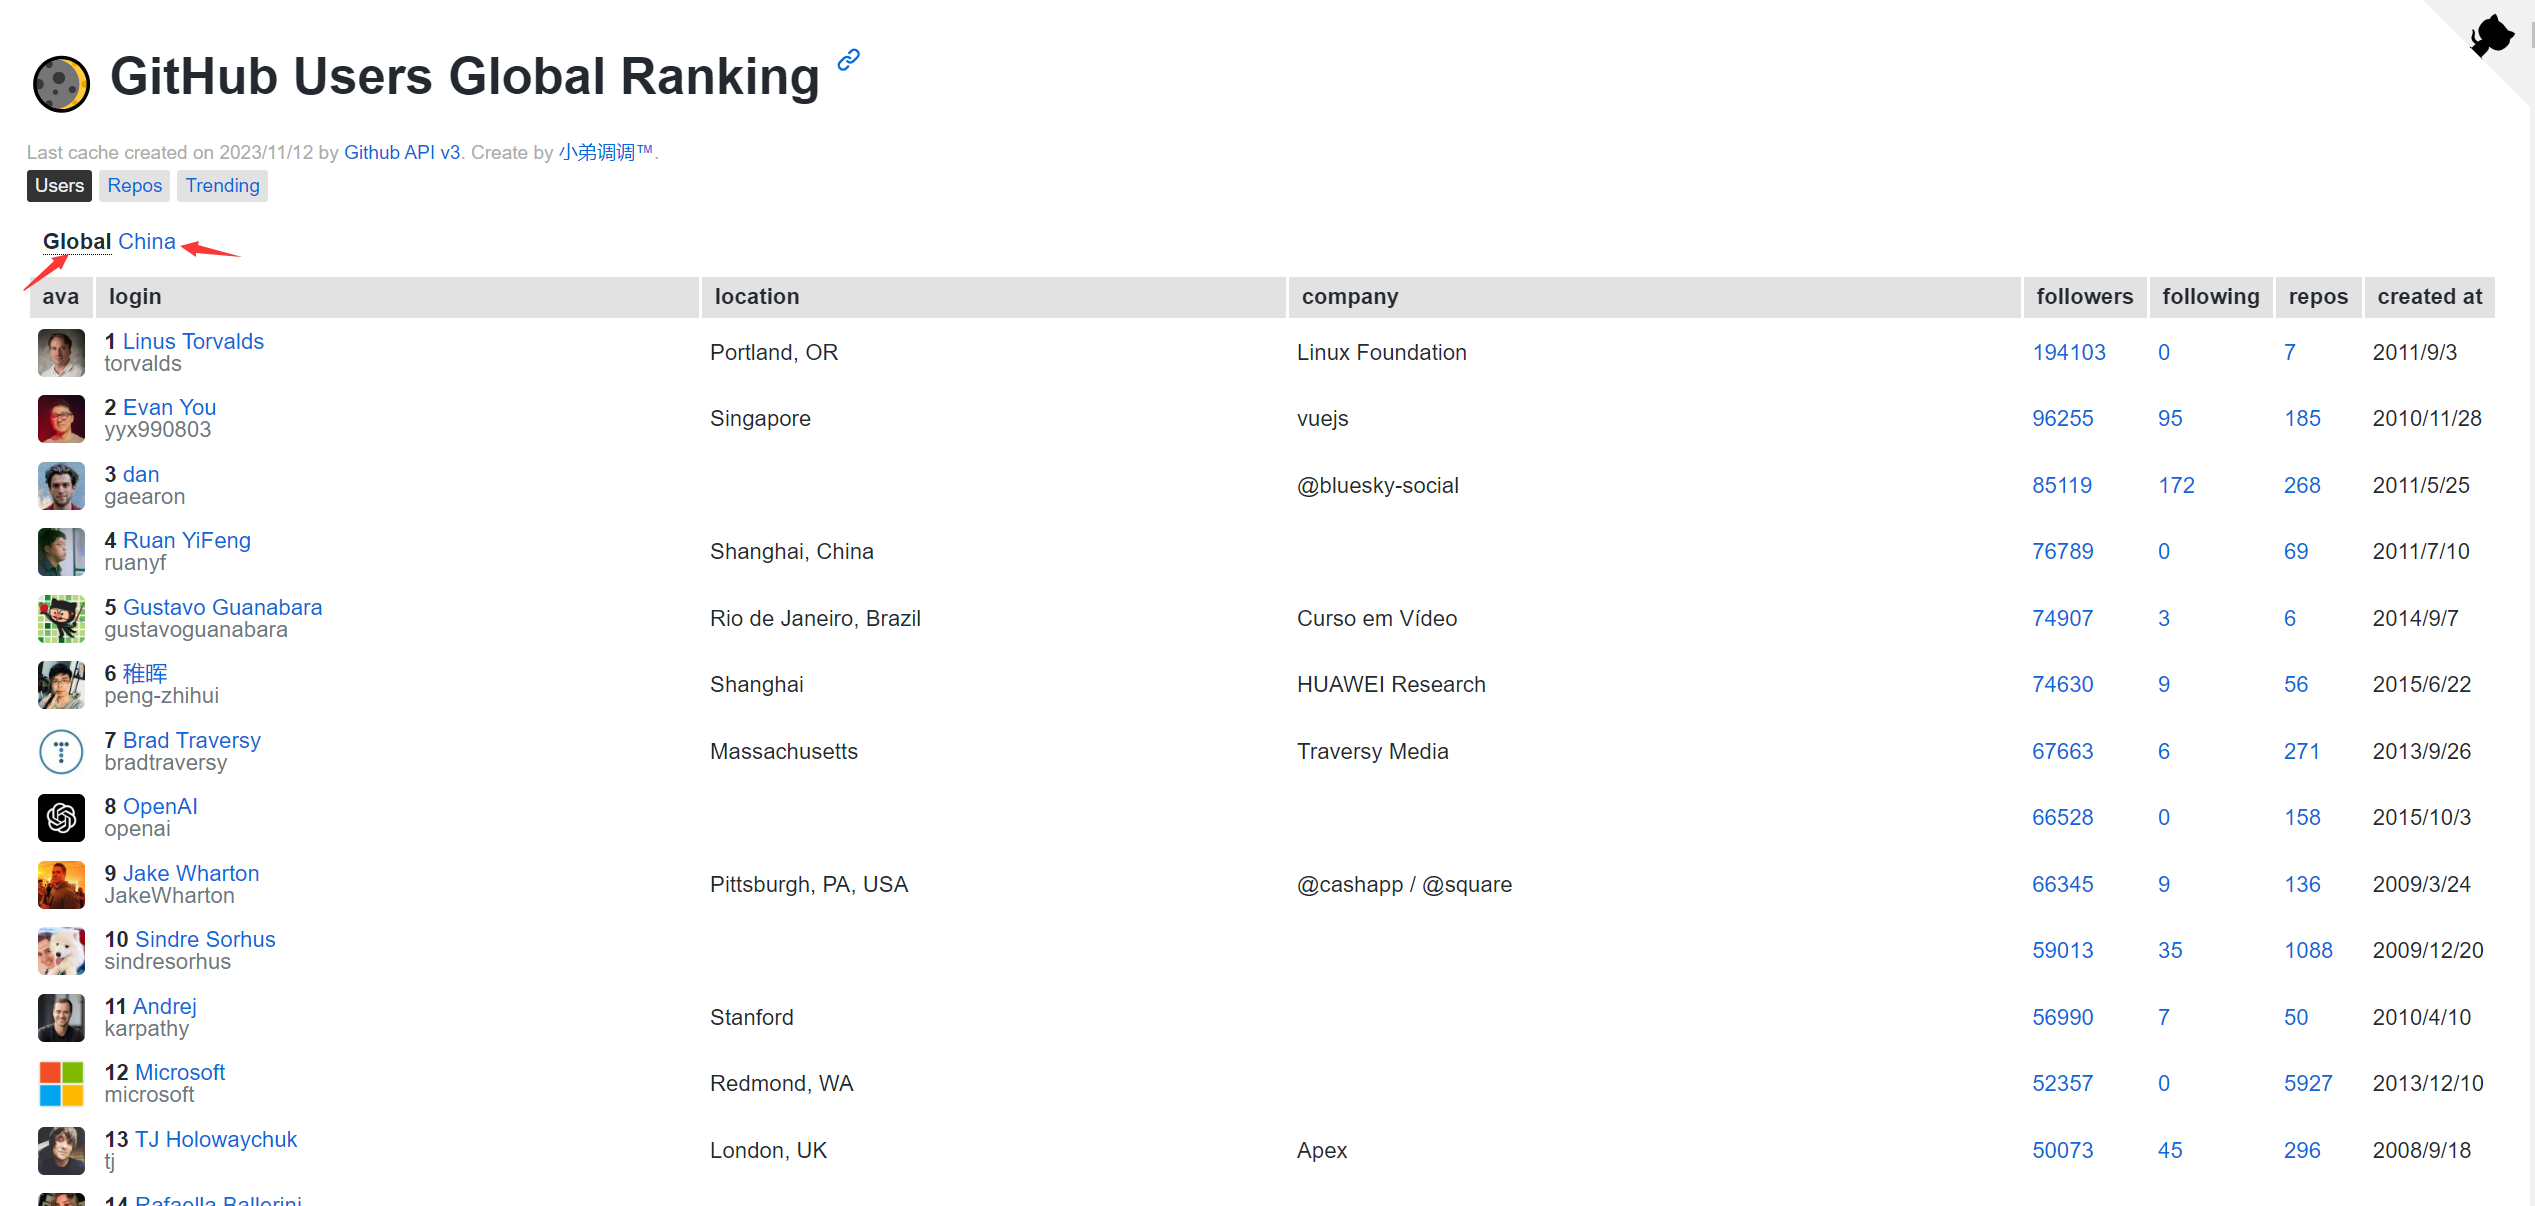 GitHub Users Global Ranking
Last cache created on 2023/11/12 by Github API v3. Create by 小弟调调™.
Users Repos Trending
Global China
ava login location company followers following repos created at
1 Linus Torvalds
torvalds
Portland, OR Linux Foundation 194103 0 7 2011/9/3
2 Evan You
yyx990803
Singapore vuejs 96255 95 185 2010/11/28
3 dan
gaearon
@bluesky-social 85119 172 268 2011/5/25
4 Ruan YiFeng
ruanyf
Shanghai, China 76789 0 69 2011/7/10
5 Gustavo Guanabara
gustavoguanabara
Rio de Janeiro, Brazil Curso em Vídeo 74907 3 6 2014/9/7
6 稚晖
peng-zhihui
Shanghai HUAWEI Research 74630 9 56 2015/6/22
7 Brad Traversy
bradtraversy
Massachusetts Traversy Media 67663 6 271 2013/9/26
8 OpenAI
openai
66528 0 158 2015/10/3
9 Jake Wharton
JakeWharton
Pittsburgh, PA, USA @cashapp / @square 66345 9 136 2009/3/24
10 Sindre Sorhus
sindresorhus
59013 35 1088 2009/12/20
11 Andrej
karpathy
Stanford 56990 7 50 2010/4/10
12 Microsoft
microsoft
Redmond, WA 52357 0 5927 2013/12/10
13 TJ Holowaychuk
tj
London, UK Apex 50073 45 296 2008/9/18
14 Rafaella Ballerini